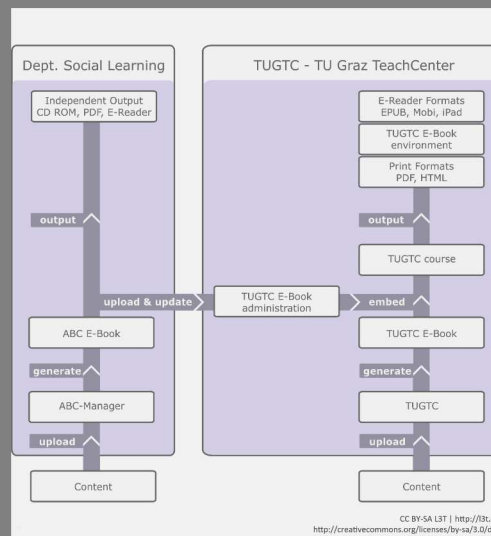 Dept. Social Learning
Independent Output
CD ROM, PDF, E-Reader
output
upload & update
ABC E-Book
generate
ABC-Manager
upload
Content
TUGTC - TU Graz TeachCenter
E-Reader Formats
EPUB, Mobi, iPad
TUGTC E-Book
environment
Print Formats
PDF, HTML
output
TUGTC course
TUGTC E-Book
administration
embed
TUGTC E-Book
generate
TUGTC
upload
Content
CC BY-SA L3T | http://l3t.
http://creativecommons.org/licenses/by-sa/3.0/d